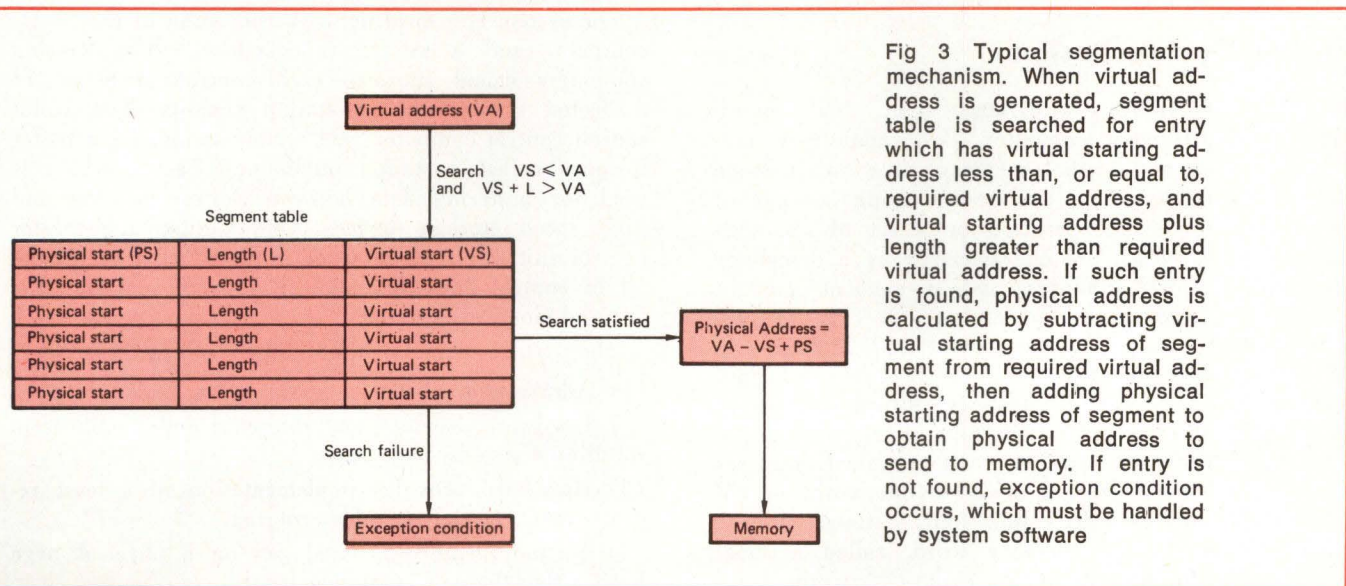 Virtual address (VA)
Search VS ≤ VA
and VS + L > VA
Segment table
Physical start (PS) Length (L) Virtual start (VS)
Physical start Length Virtual start
Physical start Length Virtual start
Physical start Length Virtual start
Physical start Length Virtual start
Physical start Length Virtual start
Search satisfied
Physical Address =
VA – VS + PS
Search failure
Exception condition
Memory
Fig 3 Typical segmentation
mechanism. When virtual ad-
dress is generated, segment
table is searched for entry
which has virtual starting ad-
dress less than, or equal to,
required virtual address, and
virtual starting address plus
length greater than required
virtual address. If such entry
is found, physical address is
calculated by subtracting vir-
tual starting address of seg-
ment from required virtual ad-
dress, then adding physical
starting address of segment to
obtain physical address to
send to memory. If entry is
not found, exception condition
occurs, which must be handled
by system software